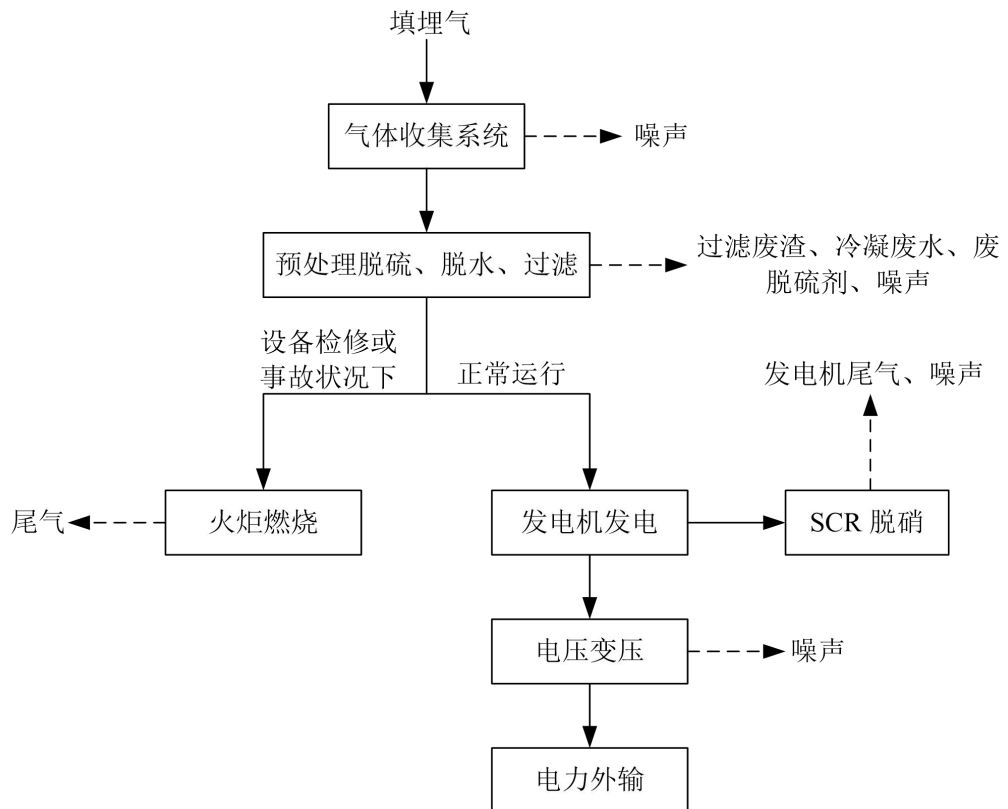 填埋气
气体收集系统
噪声
预处理脱硫、脱水、过滤
过滤废渣、冷凝废水、废
脱硫剂、噪声
设备检修或
事故状况下
正常运行
发电机尾气、噪声
尾气
火炬燃烧
发电机发电
SCR 脱硝
电压变压
噪声
电力外输